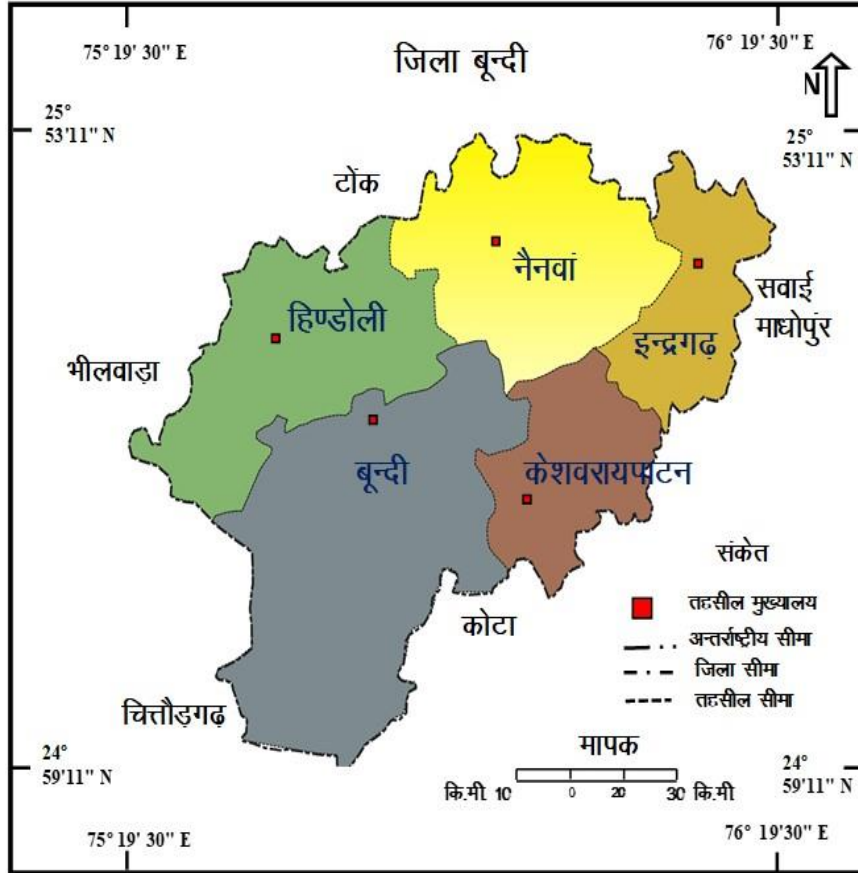 75° 19' 30" E
76° 19'30" E
जिला बून्दी
N
25°
53'11" N
25°
53'11" N
टोंक
नैनवां
सवाई
माधोपुर
हिण्डोली
इन्द्रगढ़
भीलवाड़ा
बून्दी
केशवरायपाटन
संकेत
तहसील मुख्यालय
कोटा
अन्तर्राष्ट्रीय सीमा
जिला सीमा
तहसील सीमा
चित्तौड़गढ़
मापक
24°
59'11" N
24°
59'11" N
कि.मी. 10 0 20 30 कि.मी.
75° 19' 30" E
76° 19'30" E